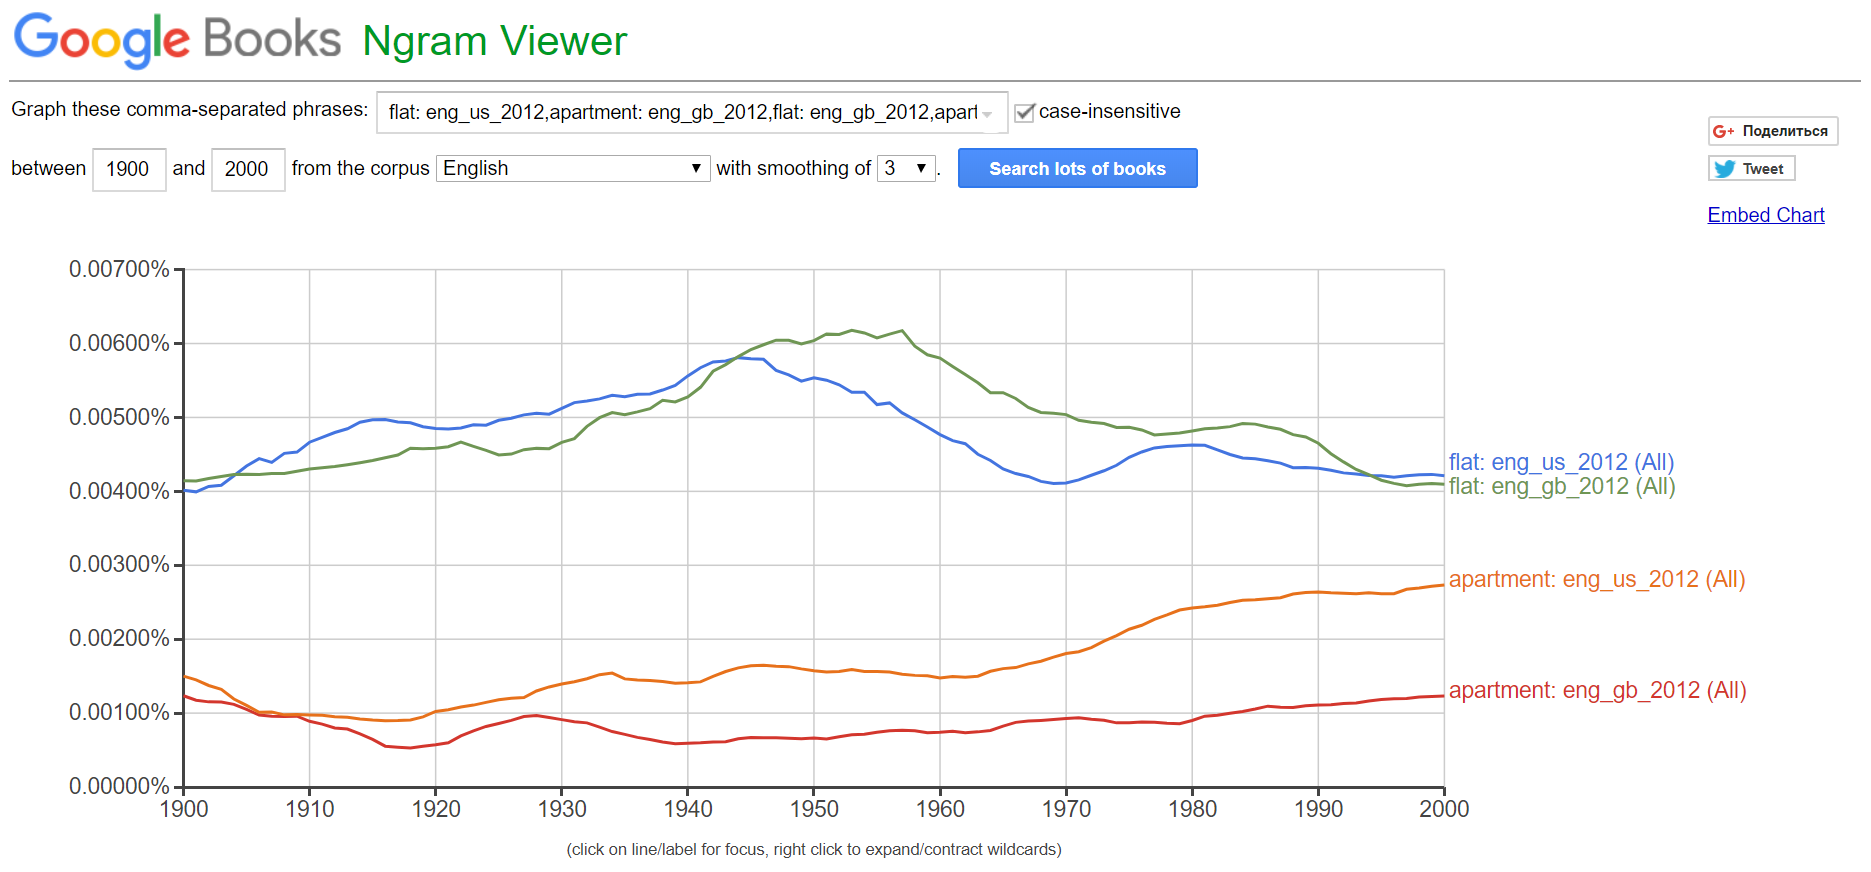 Google Books Ngram Viewer
Graph these comma-separated phrases: flat: eng_us_2012,apartment: eng_gb_2012,flat: eng_gb_2012,apart case-insensitive
between 1900 and 2000 from the corpus English with smoothing of 3 . Search lots of books
Поделиться
Tweet
Embed Chart
0.00700%
0.00600%
0.00500%
0.00400%
0.00300%
0.00200%
0.00100%
0.00000%
flat: eng_us_2012 (All)
flat: eng_gb_2012 (All)
apartment: eng_us_2012 (All)
apartment: eng_gb_2012 (All)
1900 1910 1920 1930 1940 1950 1960 1970 1980 1990 2000
(click on line/label for focus, right click to expand/contract wildcards)